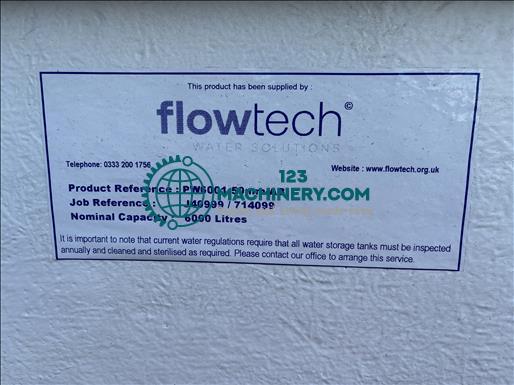 This product has been supplied by :
flowtech©
WATER SOLUTIONS
Telephone: 0333 200 1756
Website : www.flowtech.org.uk
123
MACHINERY.COM
Product Reference :
Job Reference : J40999 / 714099
Nominal Capacity : 6000 Litres
It is important to note that current water regulations require that all water storage tanks must be inspected
annually and cleaned and sterilised as required. Please contact our office to arrange this service.